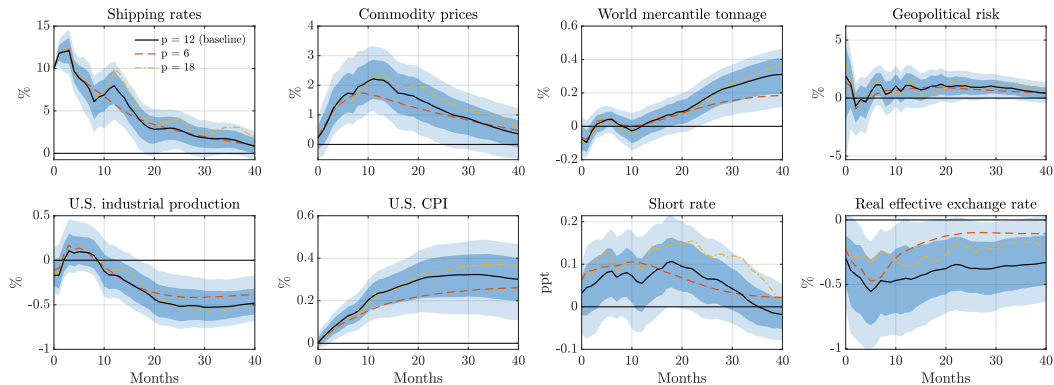 Shipping rates
15
10
5
0
%
0 10 20 30 40
p = 12 (baseline)
p = 6
p = 18
Commodity prices
4
2
0
%
0 10 20 30 40
World mercantile tonnage
0.6
0.4
0.2
0
-0.2
%
0 10 20 30 40
Geopolitical risk
5
0
-5
%
0 10 20 30 40
U.S. industrial production
0.5
0
-0.5
-1
%
0 10 20 30 40
Months
U.S. CPI
0.6
0.4
0.2
0
%
0 10 20 30 40
Months
Short rate
0.2
0.1
0
-0.1
ppt
0 10 20 30 40
Months
Real effective exchange rate
0
-0.5
-1
%
0 10 20 30 40
Months